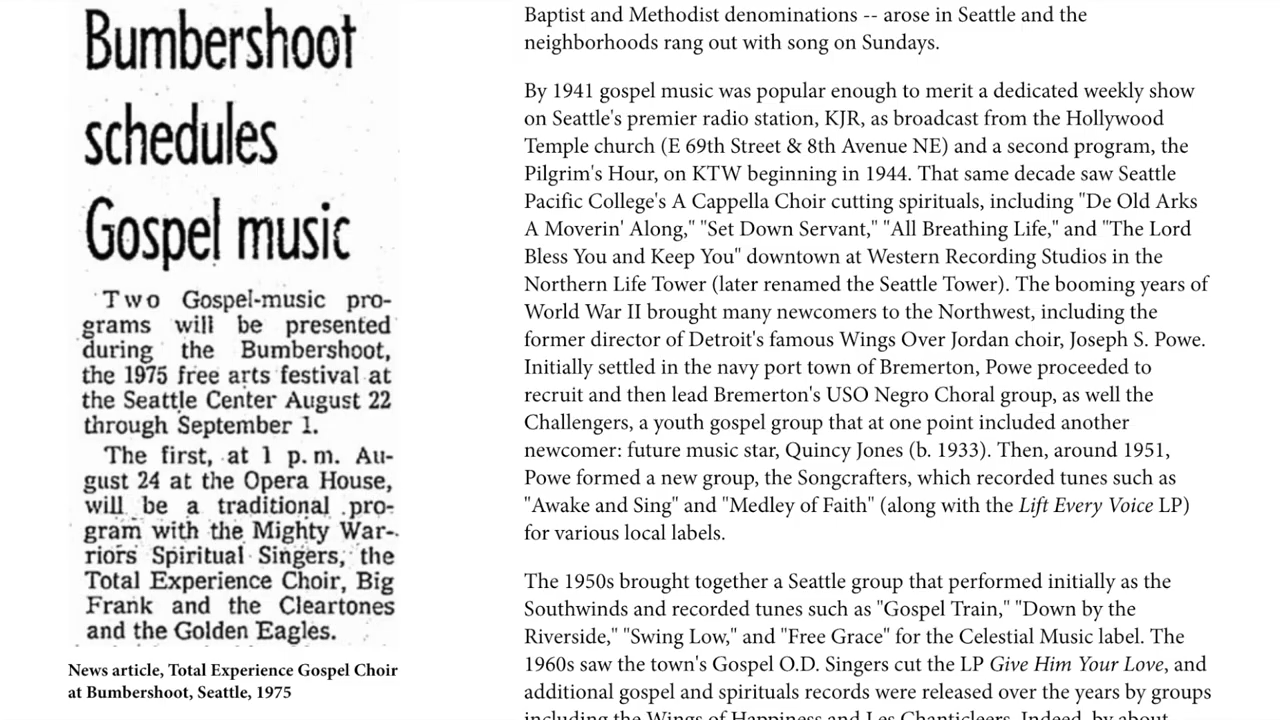 Bumbershoot
schedules
Gospel music
Two Gospel-music pro-
grams will be presented
during the Bumbershoot,
the 1975 free arts festival at
the Seattle Center August 22
through September 1.
The first, at 1 p.m. Au-
gust 24 at the Opera House,
will be a traditional pro-
gram with the Mighty War-
riors Spiritual Singers, the
Total Experience Choir, Big
Frank and the Cleartones
and the Golden Eagles.
News article, Total Experience Gospel Choir
at Bumbershoot, Seattle, 1975
Baptist and Methodist denominations -- arose in Seattle and the
neighborhoods rang out with song on Sundays.
By 1941 gospel music was popular enough to merit a dedicated weekly show
on Seattle's premier radio station, KJR, as broadcast from the Hollywood
Temple church (E 69th Street & 8th Avenue NE) and a second program, the
Pilgrim's Hour, on KTW beginning in 1944. That same decade saw Seattle
Pacific College's A Cappella Choir cutting spirituals, including "De Old Arks
A Moverin' Along," "Set Down Servant," "All Breathing Life," and "The Lord
Bless You and Keep You" downtown at Western Recording Studios in the
Northern Life Tower (later renamed the Seattle Tower). The booming years of
World War II brought many newcomers to the Northwest, including the
former director of Detroit's famous Wings Over Jordan choir, Joseph S. Powe.
Initially settled in the navy port town of Bremerton, Powe proceeded to
recruit and then lead Bremerton's USO Negro Choral group, as well the
Challengers, a youth gospel group that at one point included another
newcomer: future music star, Quincy Jones (b. 1933). Then, around 1951,
Powe formed a new group, the Songcrafters, which recorded tunes such as
"Awake and Sing" and "Medley of Faith" (along with the Lift Every Voice LP)
for various local labels.
The 1950s brought together a Seattle group that performed initially as the
Southwinds and recorded tunes such as "Gospel Train," "Down by the
Riverside," "Swing Low," and "Free Grace" for the Celestial Music label. The
1960s saw the town's Gospel O.D. Singers cut the LP Give Him Your Love, and
additional gospel and spirituals records were released over the years by groups
including the Wings of Happiness and Les Chanticleers. Indeed, by about